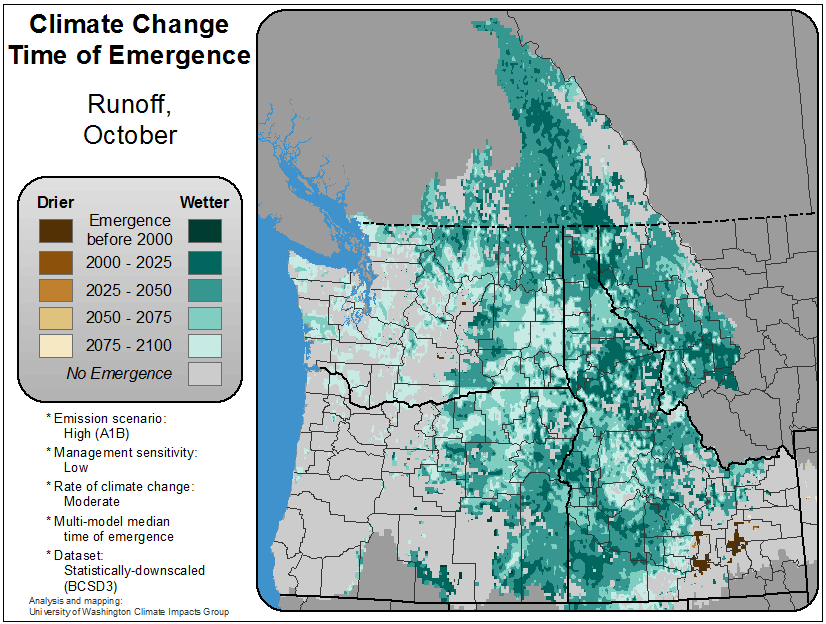 Climate Change
Time of Emergence
Runoff,
October
Drier Wetter
Emergence
before 2000
2000 - 2025
2025 - 2050
2050 - 2075
2075 - 2100
No Emergence
* Emission scenario:
High (A1B)
* Management sensitivity:
Low
* Rate of climate change:
Moderate
* Multi-model median
time of emergence
* Dataset:
Statistically-downscaled
(BCSD3)
Analysis and mapping:
University of Washington Climate Impacts Group